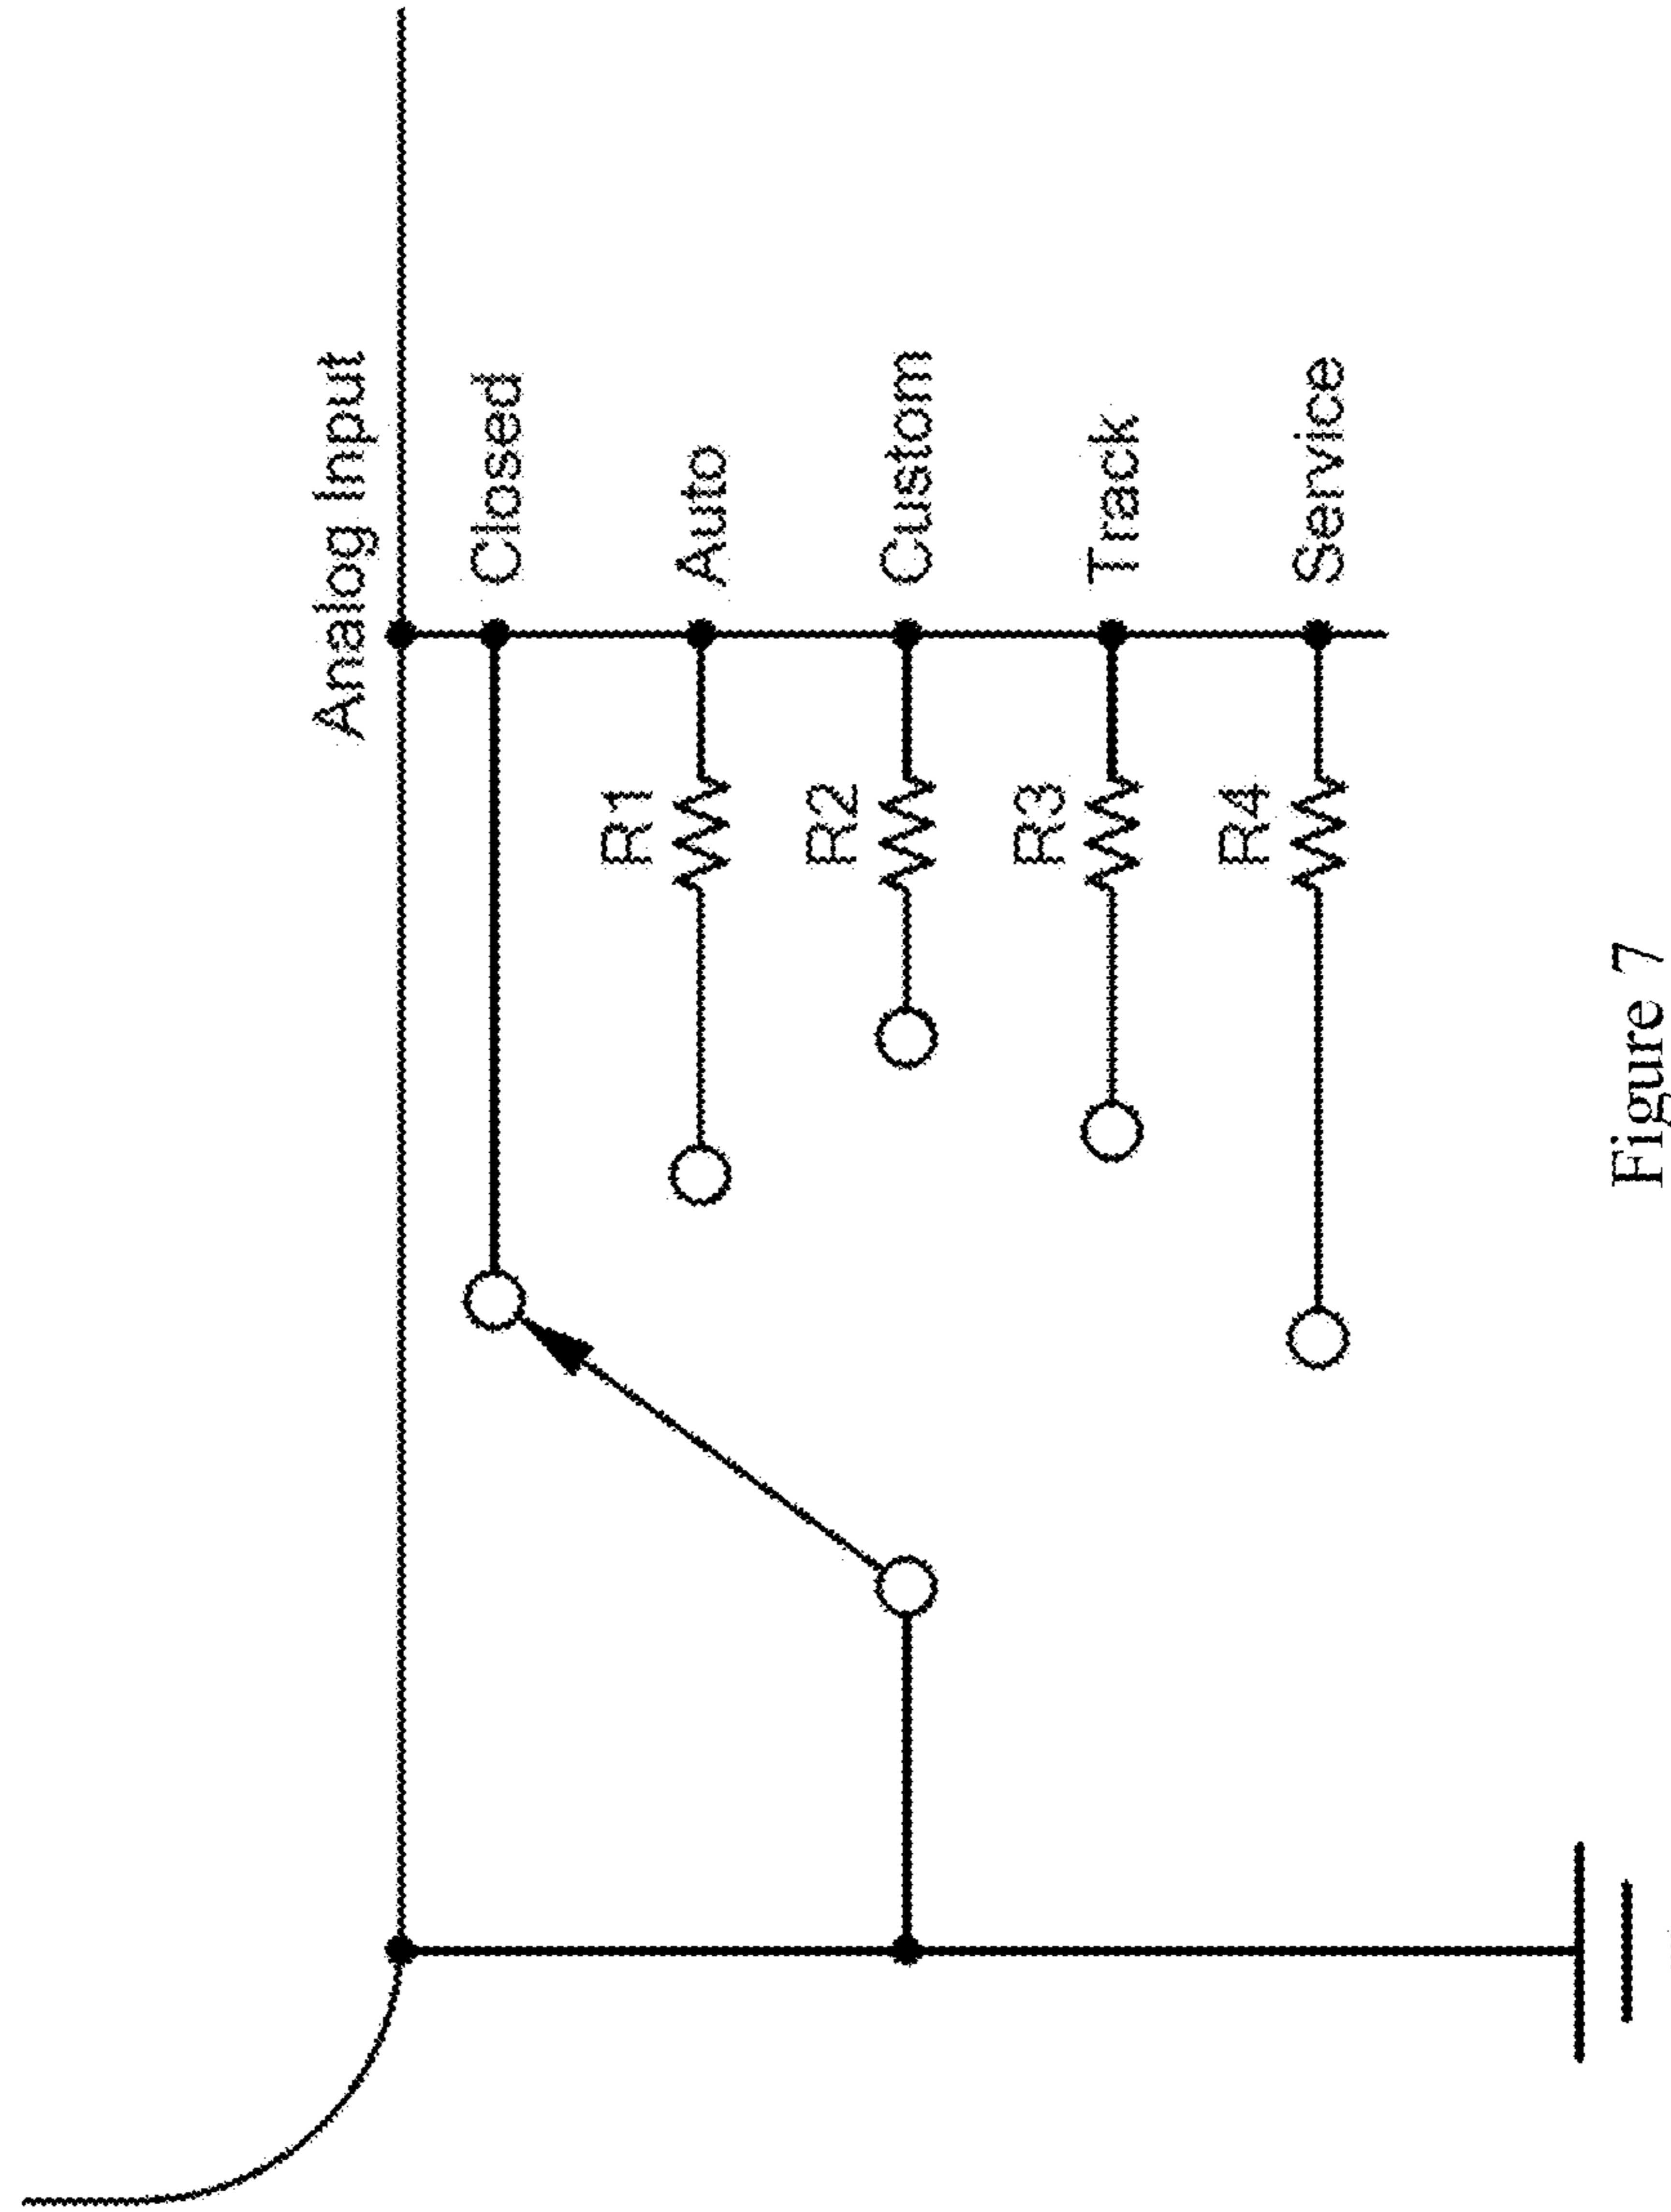 Analog Input
Closed
R1
Auto
R2
Custom
R3
Track
R4
Service
Figure 7